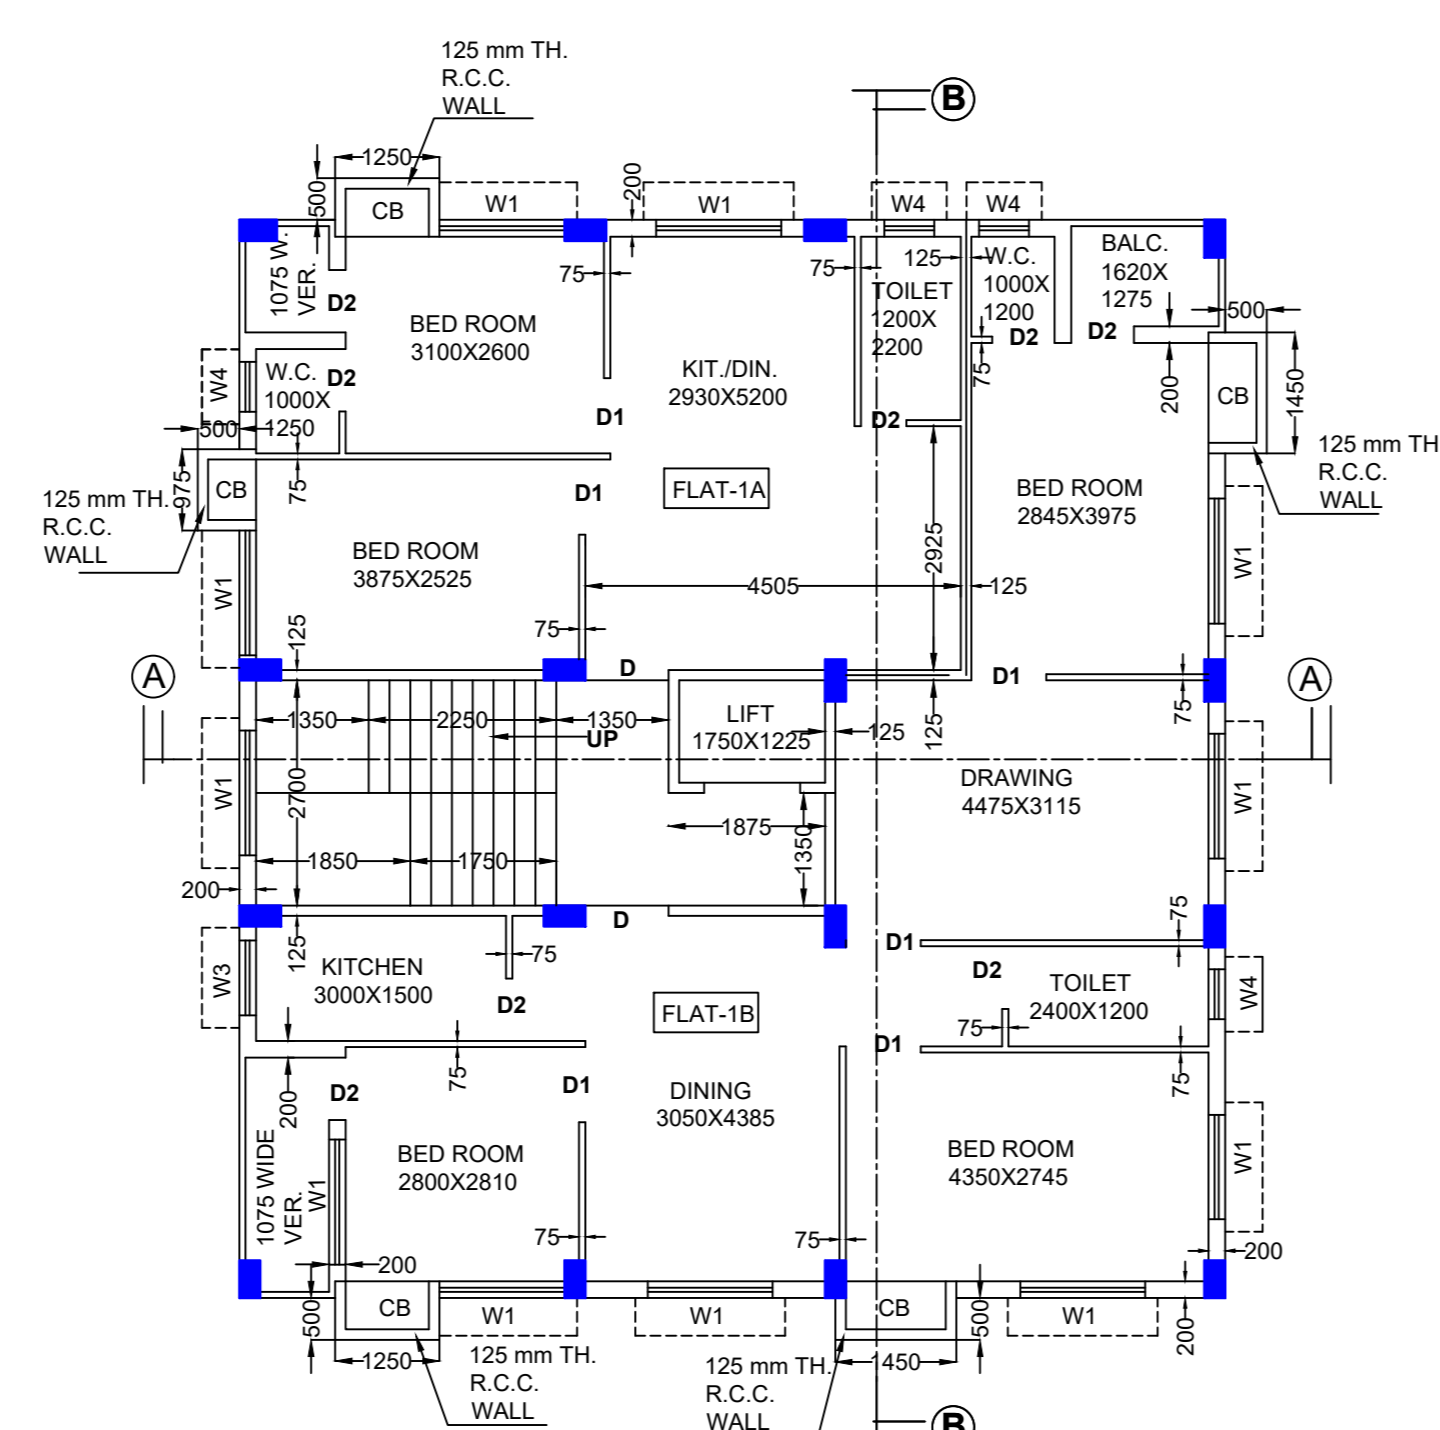 125 mm TH.
R.C.C.
WALL
B
1250
500
CB
W1
200
W1
W4
W4
1075 W.
VER.
D2
75
75
125
W.C.
1000X
1200
BALC.
1620X
1275
TOILET
1200X
2200
BED ROOM
3100X2600
D2
D2
500
75
200
1450
CB
W4
W.C.
1000X
1250
D2
KIT./DIN.
2930X5200
D1
D2
500
975
CB
75
125 mm TH
R.C.C.
WALL
125 mm TH.
R.C.C.
WALL
D1
FLAT-1A
BED ROOM
2845X3975
2925
W1
BED ROOM
3875X2525
W1
4505
125
125
75
A
D
D1
A
75
1350
2250
1350
LIFT
1750X1225
125
125
UP
W1
2700
DRAWING
4475X3115
W1
1875
1350
1850
1750
200
D
75
D1
125
75
W3
KITCHEN
3000X1500
D2
D2
TOILET
2400X1200
W4
FLAT-1B
75
D1
200
75
75
D2
D1
DINING
3050X4385
1075 WIDE
VER.
W1
BED ROOM
2800X2810
BED ROOM
4350X2745
W1
75
75
200
200
500
CB
W1
W1
CB
500
W1
200
1250
125 mm TH.
R.C.C.
WALL
1450
125 mm TH.
R.C.C.
WALL
B